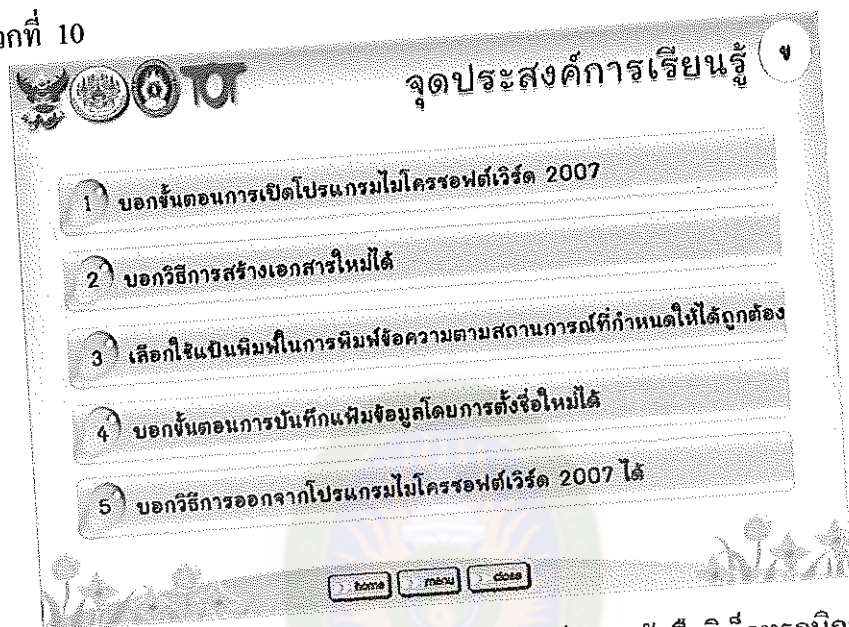 ที่ 10
TOT
จุดประสงค์การเรียนรู้
ข
1 บอกขั้นตอนการเปิดโปรแกรมไมโครซอฟต์เวิร์ด 2007
2 บอกวิธีการสร้างเอกสารใหม่ได้
3 เลือกใช้แป้นพิมพ์ในการพิมพ์ข้อความตามสถานการณ์ที่กำหนดให้ได้ถูกต้อง
4 บอกขั้นตอนการบันทึกแฟ้มข้อมูลโดยการตั้งชื่อใหม่ได้
5 บอกวิธีการออกจากโปรแกรมไมโครซอฟต์เวิร์ด 2007 ได้
home menu close